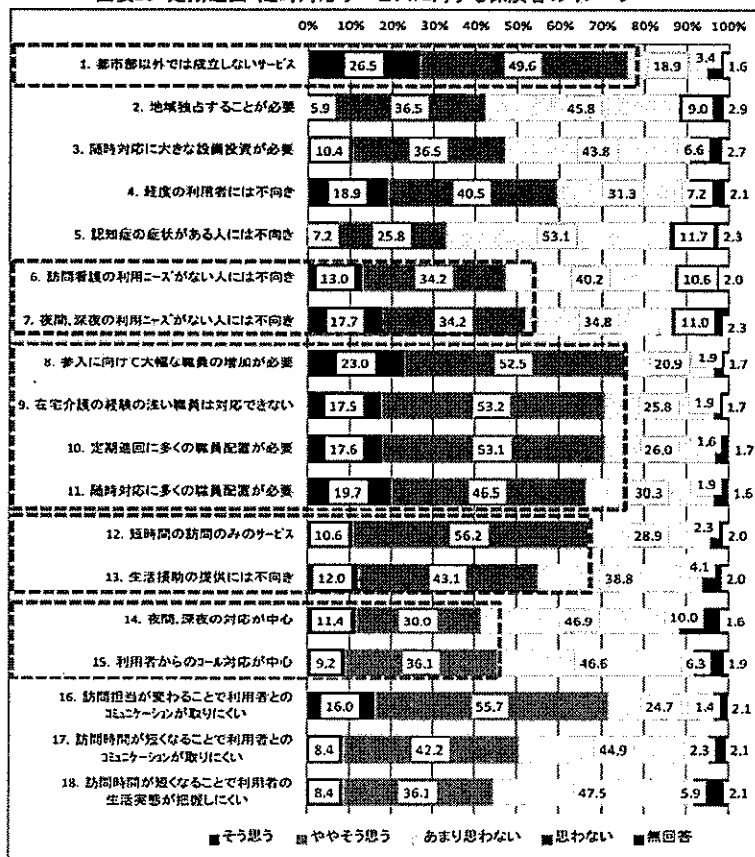 0% 10% 20% 30% 40% 50% 60% 70% 80% 90% 100%
1. 都市部以外では成立しないサービス 26.5 49.6 18.9 3.4 1.6
2. 地域独占することが必要 5.9 36.5 45.8 9.0 2.9
3. 随時対応に大きな設備投資が必要 10.4 36.5 43.8 6.6 2.7
4. 軽度の利用者には不向き 18.9 40.5 31.3 7.2 2.1
5. 認知症の症状がある人には不向き 7.2 25.8 53.1 11.7 2.3
6. 訪問看護の利用ニーズがない人には不向き 13.0 34.2 40.2 10.6 2.0
7. 夜間、深夜の利用ニーズがない人には不向き 17.7 34.2 34.8 11.0 2.3
8. 参入に向けて大幅な職員の増加が必要 23.0 52.5 20.9 1.9 1.7
9. 在宅介護の経験の浅い職員は対応できない 17.5 53.2 25.8 1.9 1.7
10. 定期巡回に多くの職員配置が必要 17.6 53.1 26.0 1.6 1.7
11. 随時対応に多くの職員配置が必要 19.7 46.5 30.3 1.9 1.6
12. 短時間の訪問のみのサービス 10.6 56.2 28.9 2.3 2.0
13. 生活援助の提供には不向き 12.0 43.1 38.8 4.1 2.0
14. 夜間、深夜の対応が中心 11.4 30.0 46.9 10.0 1.6
15. 利用者からのコール対応が中心 9.2 36.1 46.6 6.3 1.9
16. 訪問担当が変わることで利用者との
コミュニケーションが取りにくい 16.0 55.7 24.7 1.4 2.1
17. 訪問時間が短くなることで利用者との
コミュニケーションが取りにくい 8.4 42.2 44.9 2.3 2.1
18. 訪問時間が短くなることで利用者の
生活実態が把握しにくい 8.4 36.1 47.5 5.9 2.1
■そう思う ■ややそう思う あまり思わない ■思わない ■無回答